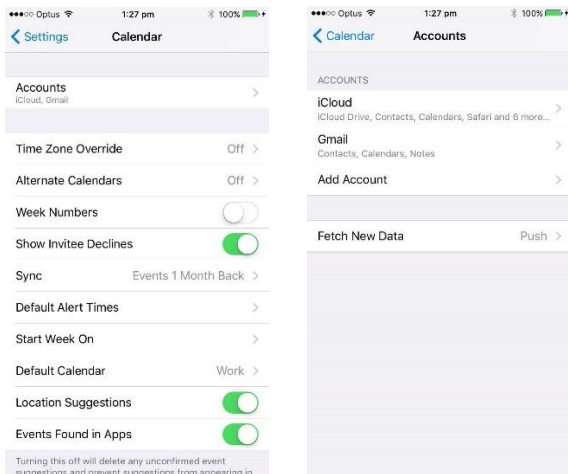 Optus 1:27 pm 100%
Settings Calendar
Accounts
iCloud, Gmail
Time Zone Override Off
Alternate Calendars Off
Week Numbers
Show Invitee Declines
Sync Events 1 Month Back
Default Alert Times
Start Week On
Default Calendar Work
Location Suggestions
Events Found in Apps
Turning this off will delete any unconfirmed event
suggestions and prevent suggestions from appearing in
Optus 1:27 pm 100%
Calendar Accounts
ACCOUNTS
iCloud
iCloud Drive, Contacts, Calendars, Safari and 6 more...
Gmail
Contacts, Calendars, Notes
Add Account
Fetch New Data Push